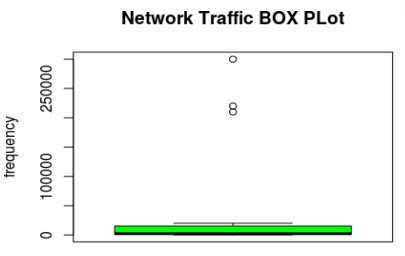 Network Traffic BOX PLot
frequency
250000
100000
0